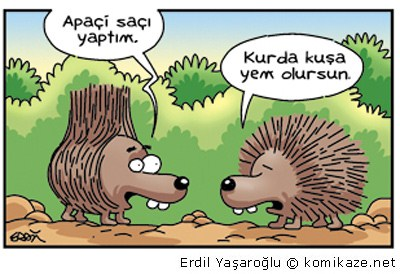 Apaçi saçı
yaptım.
Kurda kuşa
yem olursun.
Erdil Yaşaroğlu © komikaze.net